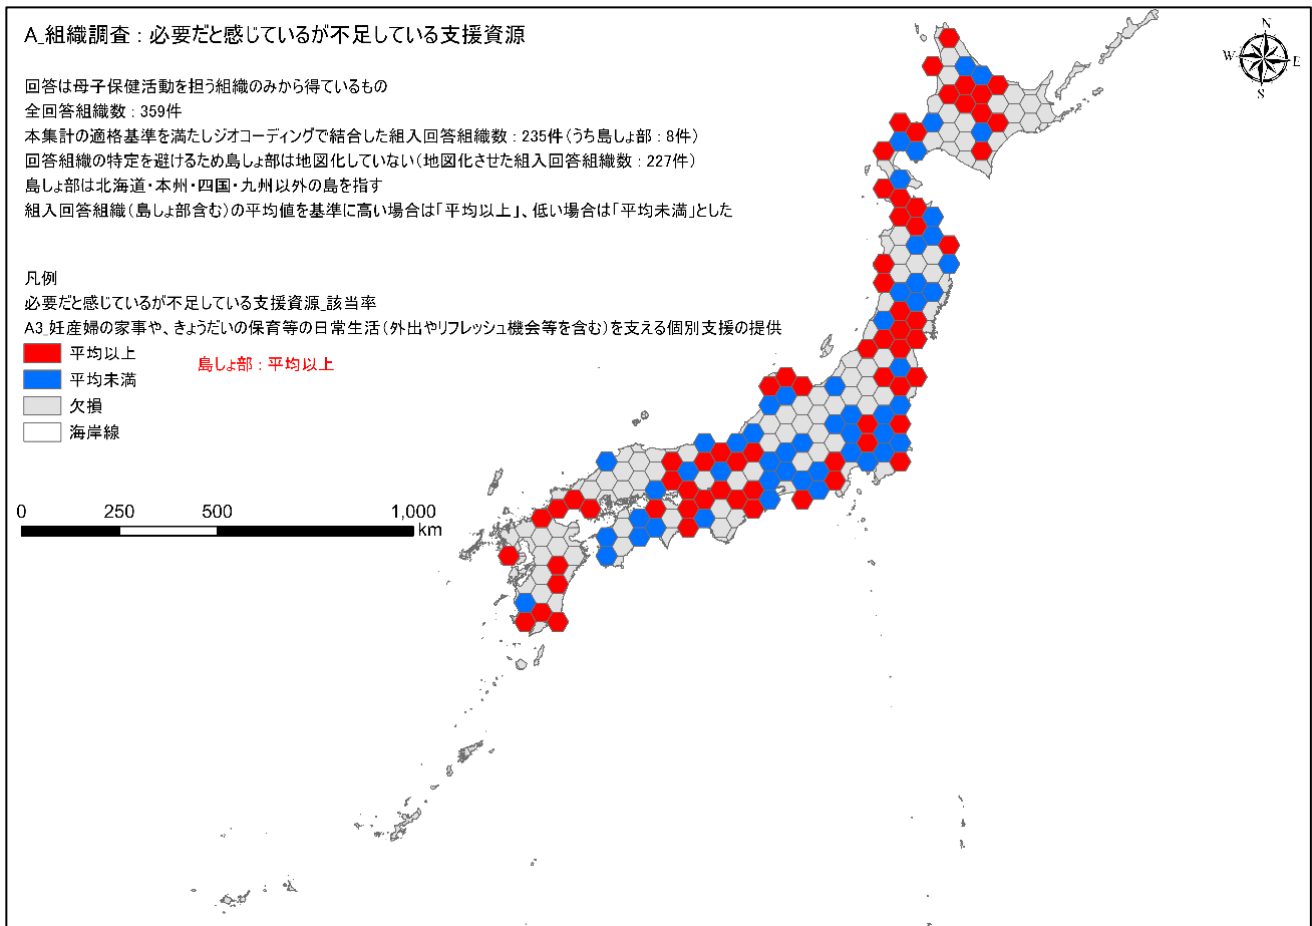 A_組織調査：必要だと感じているが不足している支援資源
回答は母子保健活動を担う組織のみから得ているもの
全回答組織数：359件
本集計の適格基準を満たしジオコーディングで結合した組入回答組織数：235件（うち島しょ部：8件）
回答組織の特定を避けるため島しょ部は地図化していない（地図化させた組入回答組織数：227件）
島しょ部は北海道・本州・四国・九州以外の島を指す
組入回答組織（島しょ部含む）の平均値を基準に高い場合は「平均以上」、低い場合は「平均未満」とした
凡例
必要だと感じているが不足している支援資源_該当率
A3_妊産婦の家事や、きょうだいの保育等の日常生活（外出やリフレッシュ機会等を含む）を支える個別支援の提供
平均以上
島しょ部：平均以上
平均未満
欠損
海岸線
0 250 500 1,000
km
N
W E
S